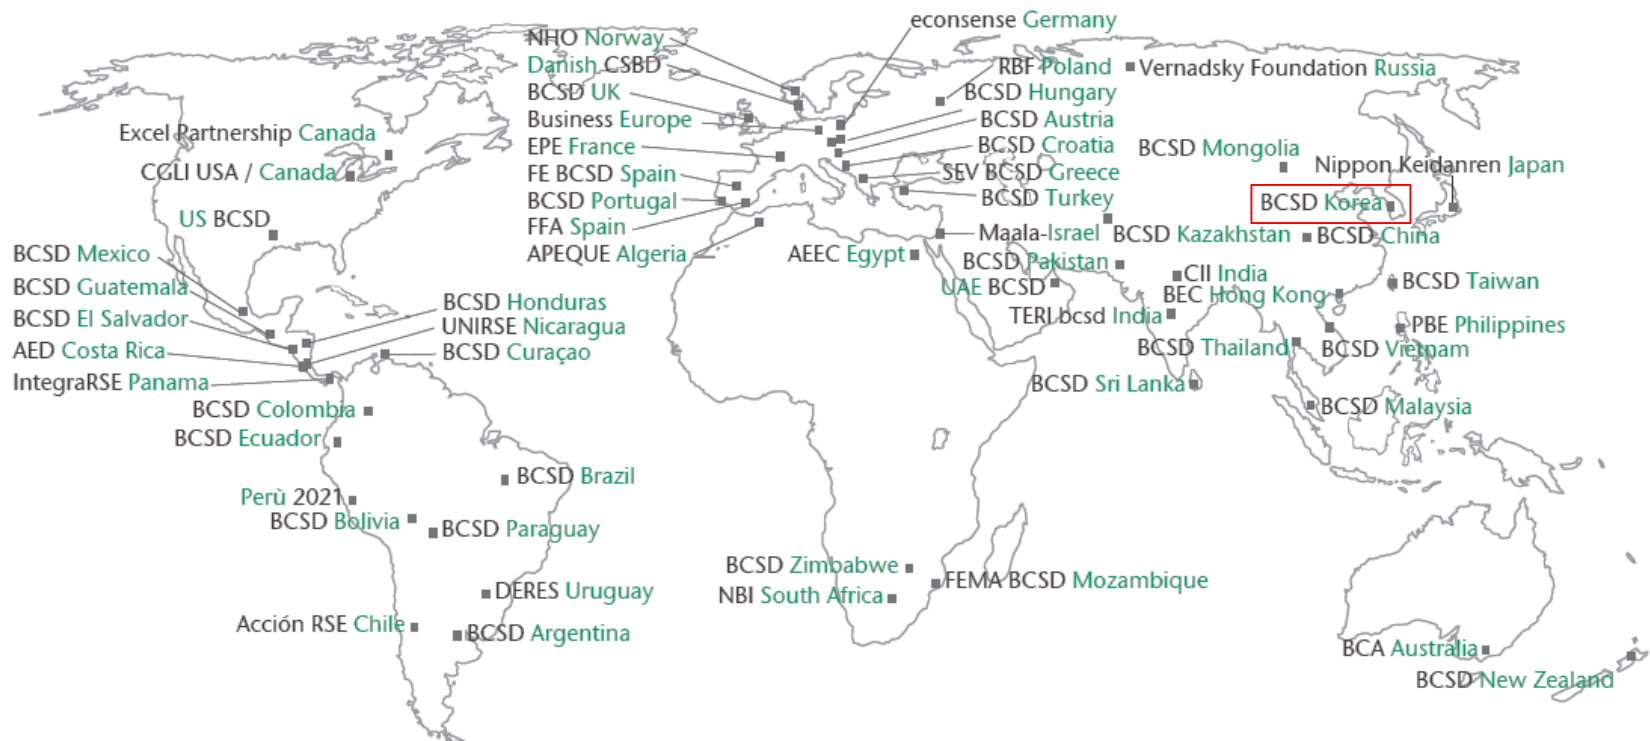 econsense Germany
NHO Norway
Danish CSBD
RBF Poland
Vernadsky Foundation Russia
BCSD UK
BCSD Hungary
Business Europe
BCSD Austria
Excel Partnership Canada
EPE France
BCSD Croatia
BCSD Mongolia
Nippon Keidanren Japan
CGLI USA / Canada
FE BCSD Spain
SEV BCSD Greece
BCSD Portugal
BCSD Turkey
BCSD Korea
US BCSD
FFA Spain
Maala-Israel
BCSD Kazakhstan
BCSD China
BCSD Mexico
APEQUE Algeria
AEEC Egypt
BCSD Pakistan
CII India
BCSD Guatemala
UAE BCSD
BEC Hong Kong
BCSD Taiwan
BCSD Honduras
BCSD El Salvador
UNIRSE Nicaragua
TERI bcsd India
PBE Philippines
AED Costa Rica
BCSD Curaçao
BCSD Thailand
BCSD Vietnam
IntegraRSE Panama
BCSD Sri Lanka
BCSD Colombia
BCSD Malaysia
BCSD Ecuador
BCSD Brazil
Perù 2021
BCSD Bolivia
BCSD Paraguay
BCSD Zimbabwe
FEMA BCSD Mozambique
DERES Uruguay
NBI South Africa
Acción RSE Chile
BCSD Argentina
BCA Australia
BCSD New Zealand